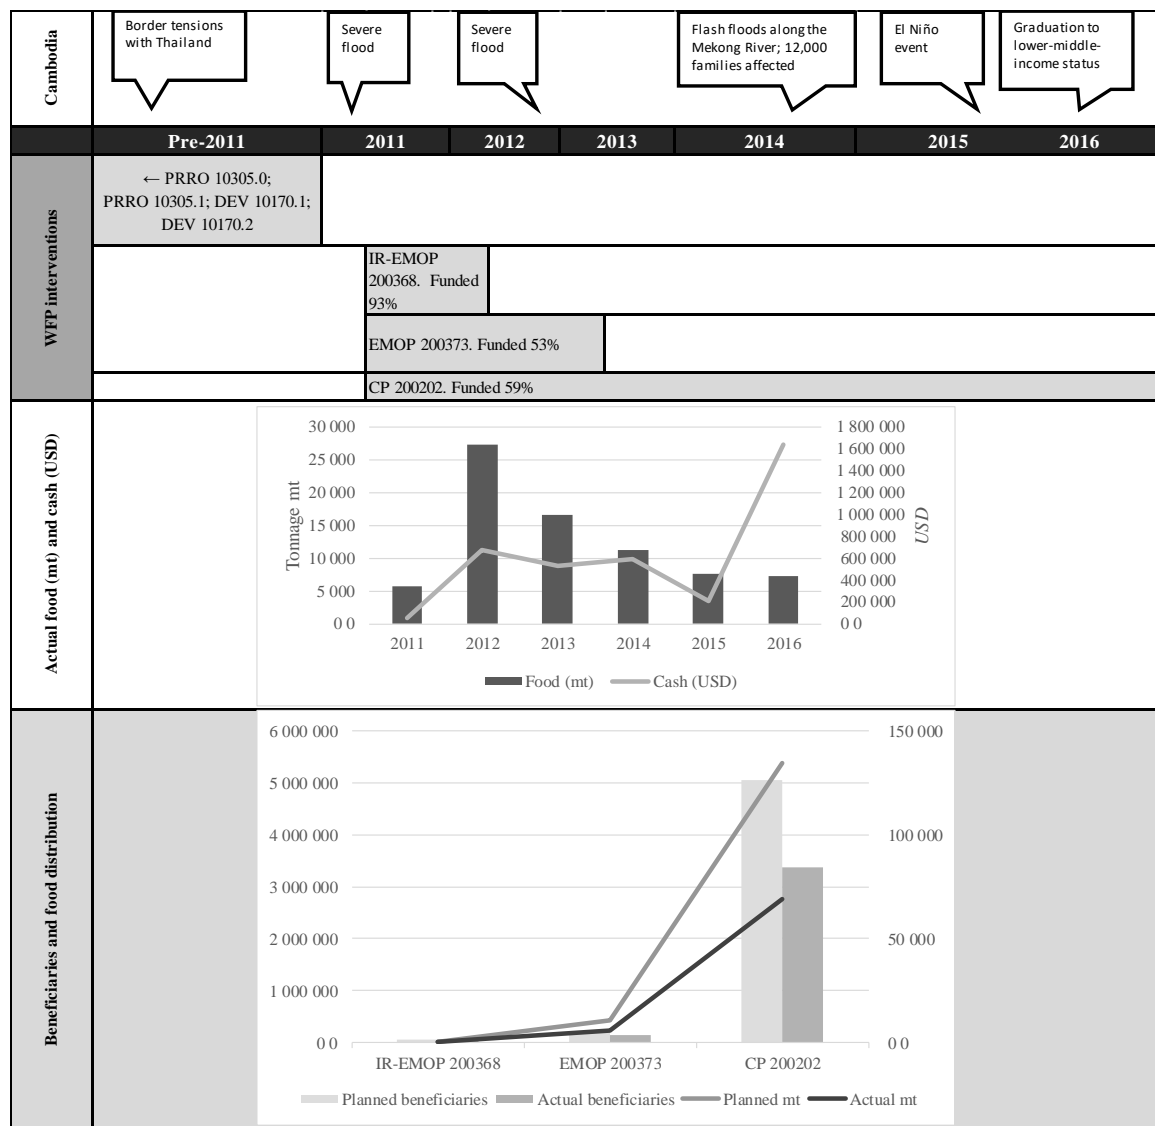 Cambodia
Border tensions
with Thailand
Severe
flood
Severe
flood
Flash floods along the
Mekong River; 12,000
families affected
El Niño
event
Graduation to
lower-middle-
income status
Pre-2011 2011 2012 2013 2014 2015 2016
WFP interventions
← PRRO 10305.0;
PRRO 10305.1; DEV 10170.1;
DEV 10170.2
IR-EMOP
200368. Funded
93%
EMOP 200373. Funded 53%
CP 200202. Funded 59%
Actual food (mt) and cash (USD)
Tonnage mt
30 000
25 000
20 000
15 000
10 000
5 000
0 0
1 800 000
1 600 000
1 400 000
1 200 000
1 000 000
800 000
600 000
400 000
200 000
0 0
USD
2011 2012 2013 2014 2015 2016
Food (mt) Cash (USD)
Beneficiaries and food distribution
6 000 000
5 000 000
4 000 000
3 000 000
2 000 000
1 000 000
0 0
150 000
100 000
50 000
0 0
IR-EMOP 200368 EMOP 200373 CP 200202
Planned beneficiaries Actual beneficiaries Planned mt Actual mt